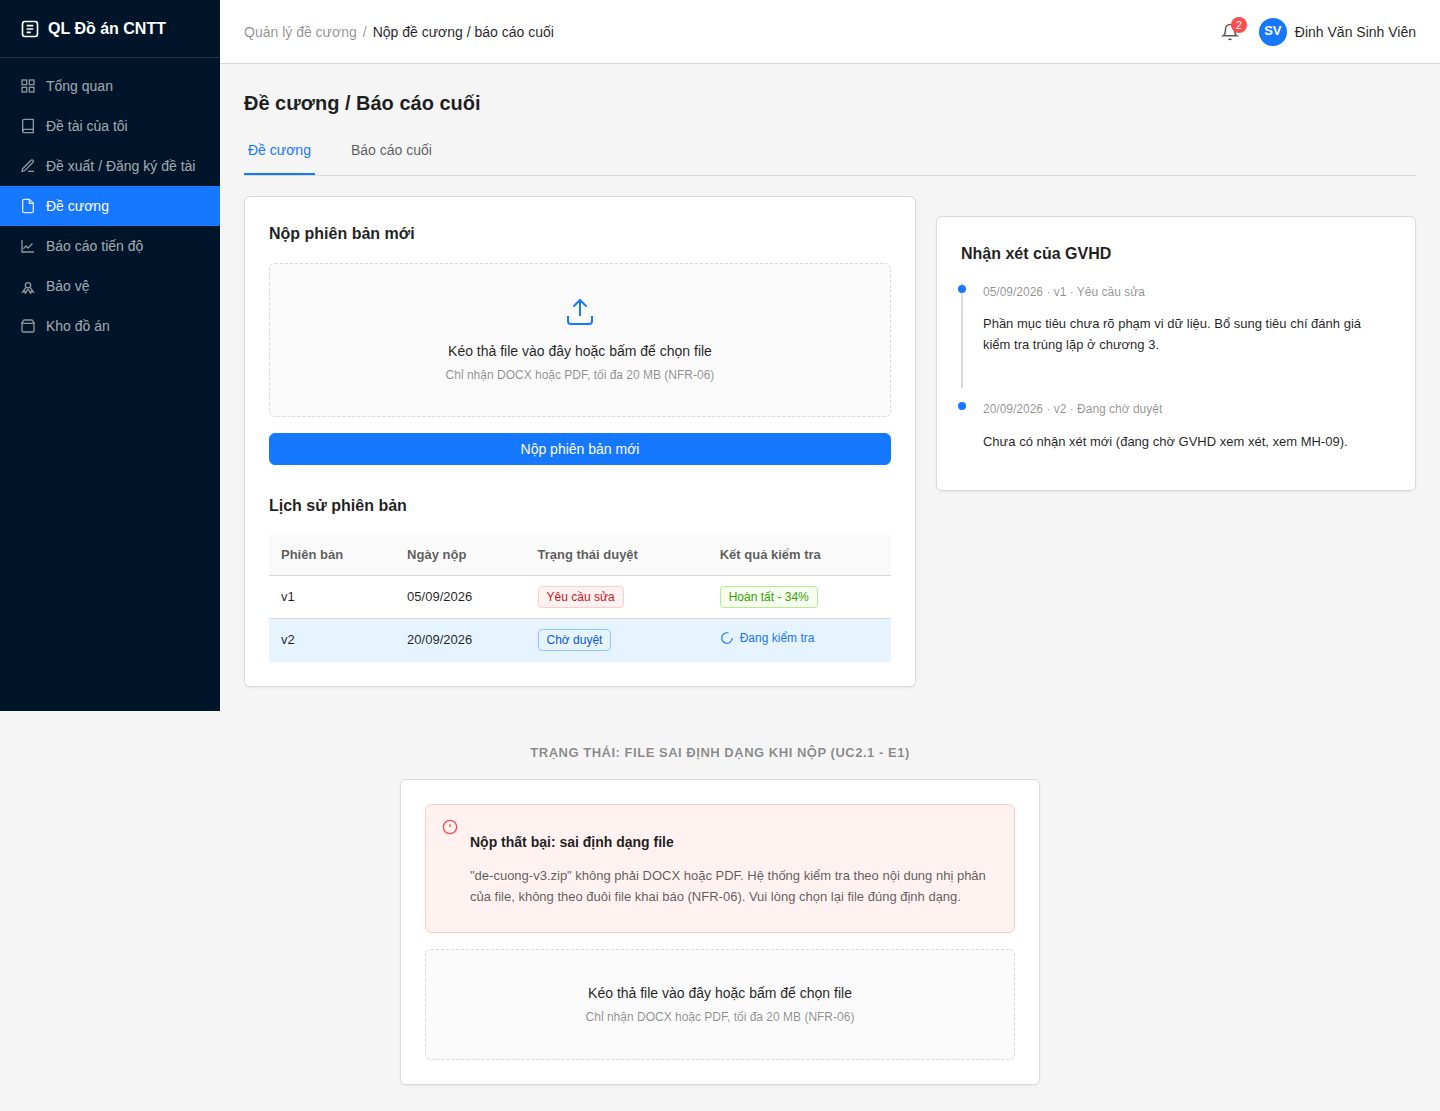 QL Đồ án CNTT
Tổng quan
Đề tài của tôi
Đề xuất / Đăng ký đề tài
Đề cương
Báo cáo tiến độ
Bảo vệ
Kho đồ án
Quản lý đề cương / Nộp đề cương / báo cáo cuối
2
SV
Đinh Văn Sinh Viên
Đề cương / Báo cáo cuối
Đề cương
Báo cáo cuối
Nộp phiên bản mới
Kéo thả file vào đây hoặc bấm để chọn file
Chỉ nhận DOCX hoặc PDF, tối đa 20 MB (NFR-06)
Nộp phiên bản mới
Lịch sử phiên bản
Phiên bản Ngày nộp Trạng thái duyệt Kết quả kiểm tra
v1 05/09/2026 Yêu cầu sửa Hoàn tất - 34%
v2 20/09/2026 Chờ duyệt Đang kiểm tra
Nhận xét của GVHD
05/09/2026 · v1 · Yêu cầu sửa
Phần mục tiêu chưa rõ phạm vi dữ liệu. Bổ sung tiêu chí đánh giá
kiểm tra trùng lặp ở chương 3.
20/09/2026 · v2 · Đang chờ duyệt
Chưa có nhận xét mới (đang chờ GVHD xem xét, xem MH-09).
TRẠNG THÁI: FILE SAI ĐỊNH DẠNG KHI NỘP (UC2.1 - E1)
Nộp thất bại: sai định dạng file
"de-cuong-v3.zip" không phải DOCX hoặc PDF. Hệ thống kiểm tra theo nội dung nhị phân
của file, không theo đuôi file khai báo (NFR-06). Vui lòng chọn lại file đúng định dạng.
Kéo thả file vào đây hoặc bấm để chọn file
Chỉ nhận DOCX hoặc PDF, tối đa 20 MB (NFR-06)